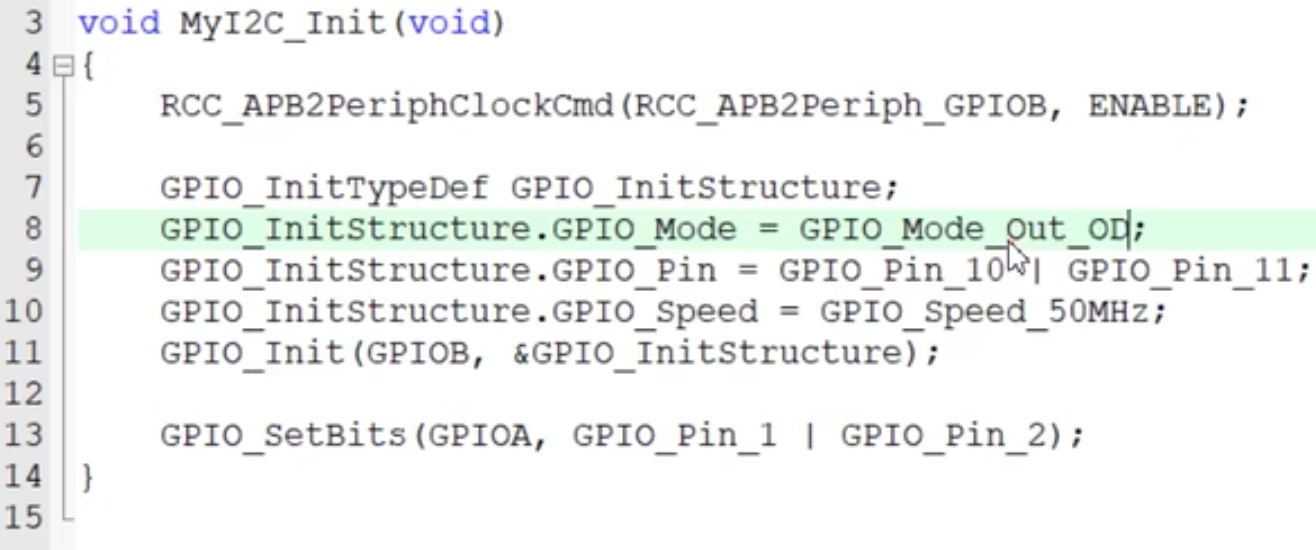 3 void MyI2C_Init(void)
4 {
5 RCC_APB2PeriphClockCmd(RCC_APB2Periph_GPIOB, ENABLE);
6
7 GPIO_InitTypeDef GPIO_InitStructure;
8 GPIO_InitStructure.GPIO_Mode = GPIO_Mode_Out_OD;
9 GPIO_InitStructure.GPIO_Pin = GPIO_Pin_10 | GPIO_Pin_11;
10 GPIO_InitStructure.GPIO_Speed = GPIO_Speed_50MHz;
11 GPIO_Init(GPIOB, &GPIO_InitStructure);
12
13 GPIO_SetBits(GPIOA, GPIO_Pin_1 | GPIO_Pin_2);
14 }
15